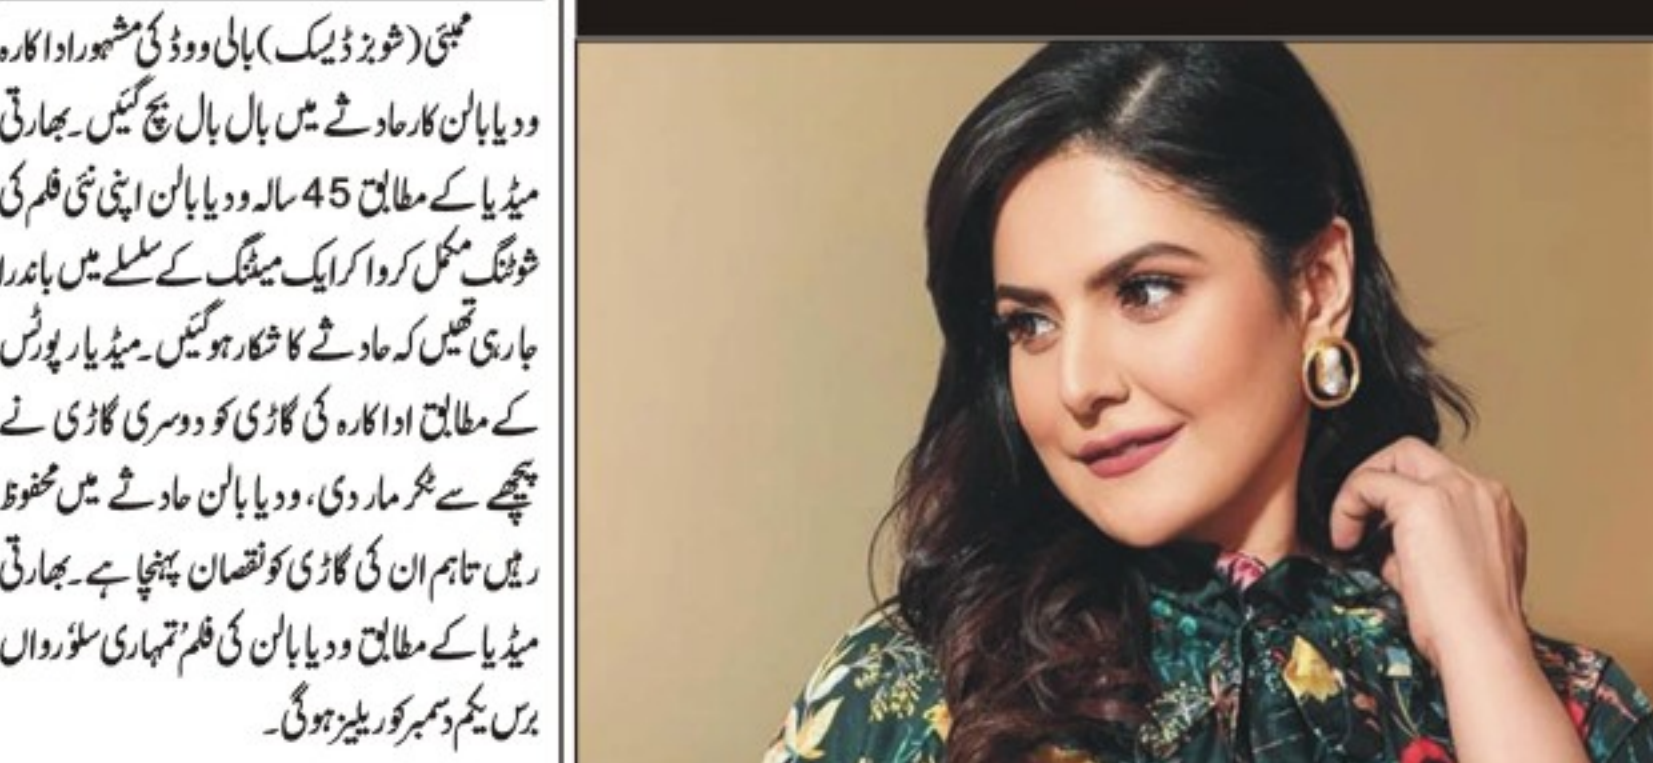 ممبئی (شوبز ڈیسک) بالی ووڈ کی مشہور اداکارہ
ودیا بالن کار حادثے میں بال بال بچ گئیں۔ بھارتی
میڈیا کے مطابق 45 سالہ ودیا بالن اپنی نئی فلم کی
شوٹنگ مکمل کروا کر ایک میٹنگ کے سلسلے میں باندرا
جا رہی تھیں کہ حادثے کا شکار ہو گئیں۔ میڈیا رپورٹس
کے مطابق اداکارہ کی گاڑی کو دوسری گاڑی نے
پیچھے سے ٹکر مار دی، ودیا بالن حادثے میں محفوظ
رہیں تاہم ان کی گاڑی کو نقصان پہنچا ہے۔ بھارتی
میڈیا کے مطابق ودیا بالن کی فلم ’تمہاری سلو‘ رواں
برس یکم دسمبر کو ریلیز ہوگی۔